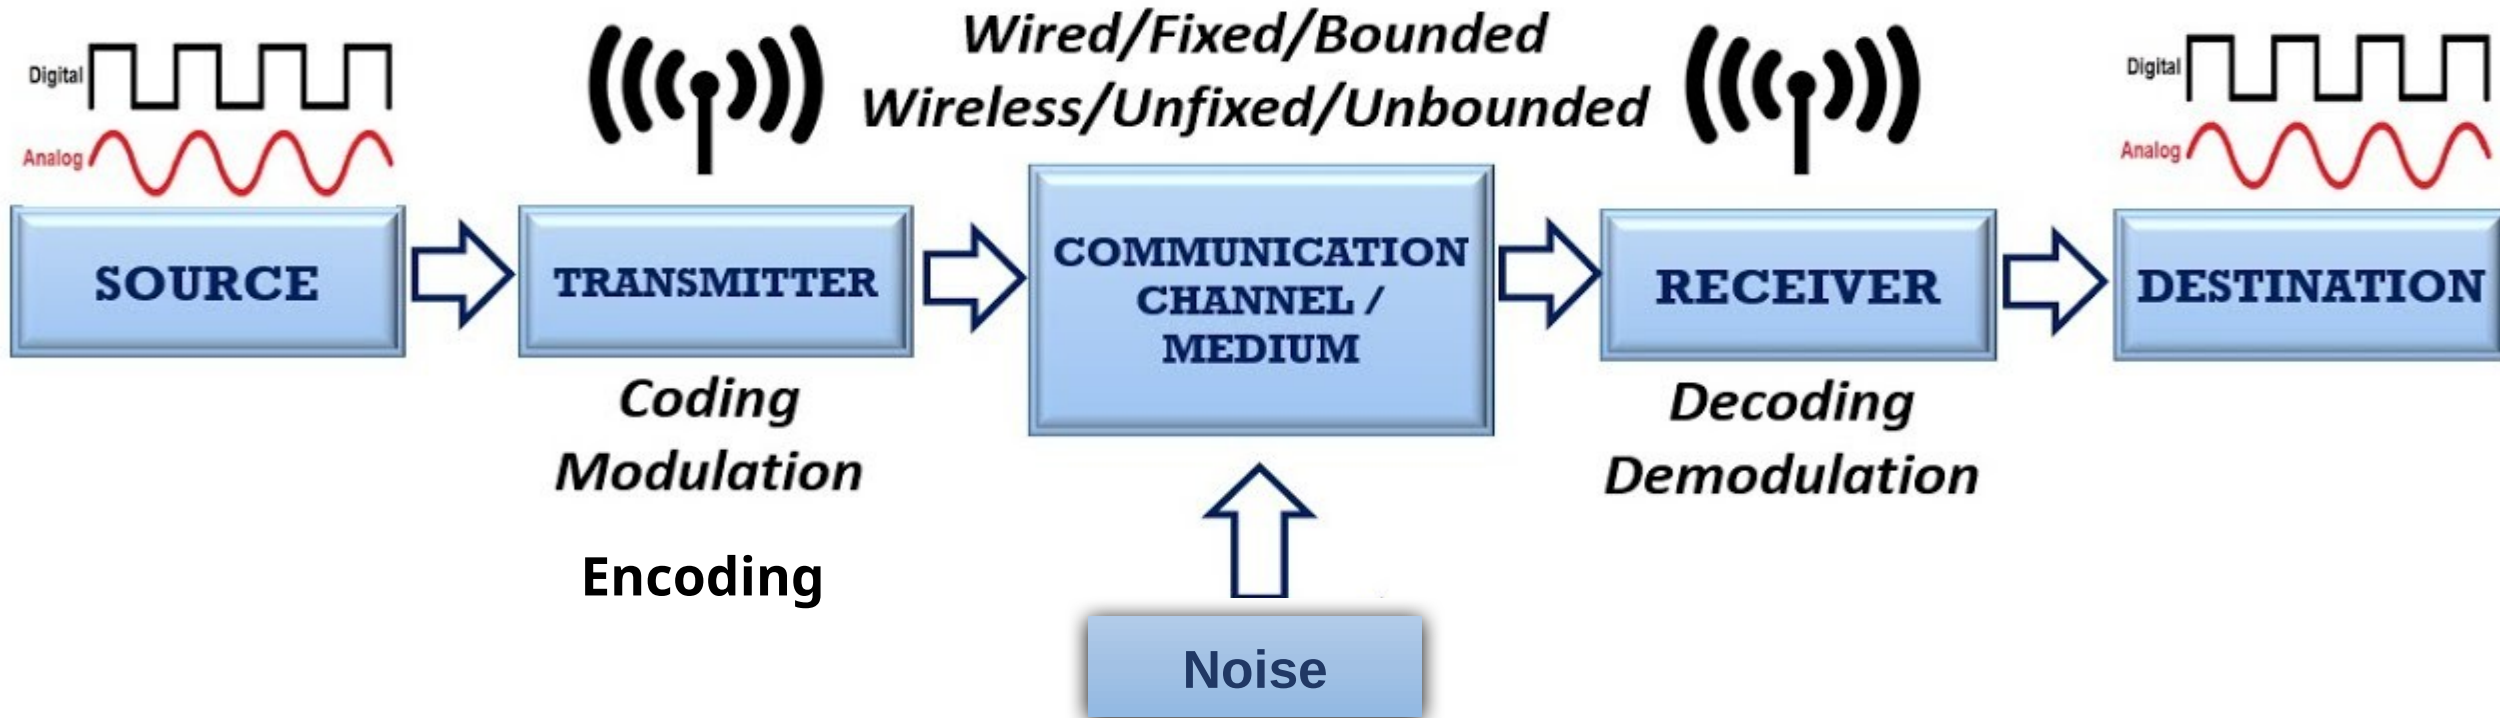 Digital
Analog
SOURCE
TRANSMITTER
Coding
Modulation
Encoding
Wired/Fixed/Bounded
Wireless/Unfixed/Unbounded
COMMUNICATION
CHANNEL /
MEDIUM
Noise
RECEIVER
Decoding
Demodulation
Digital
Analog
DESTINATION